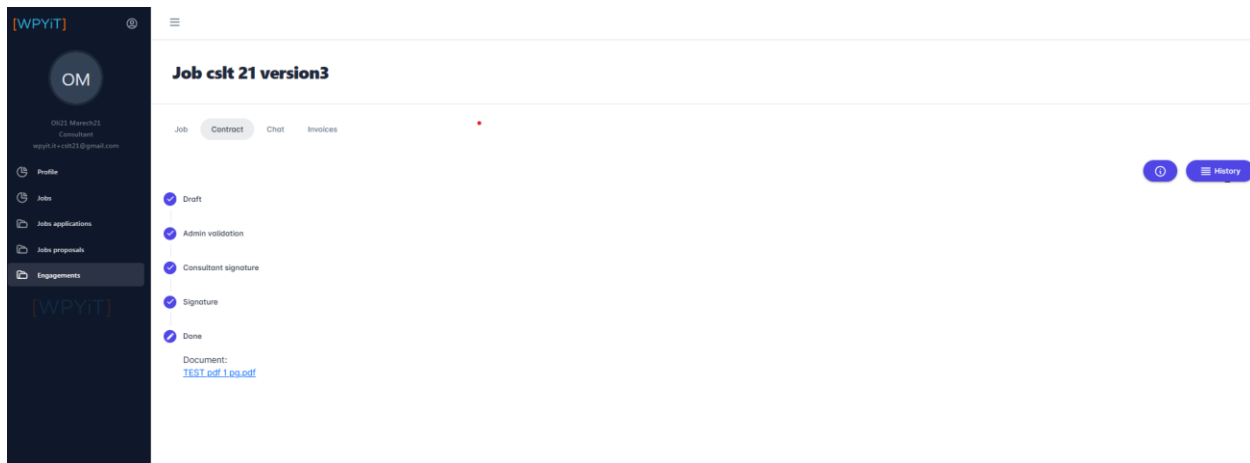 [WPYiT]
Job cslt 21 version3
OM
Oli21 Marech21
Consultant
wpyit.it+cslt21@gmail.com
Job Contract Chat Invoices
Profile
Jobs
Jobs applications
Jobs proposals
Engagements
[WPYiT]
History
Draft
Admin validation
Consultant signature
Signature
Done
Document:
TEST pdf 1 pg.pdf